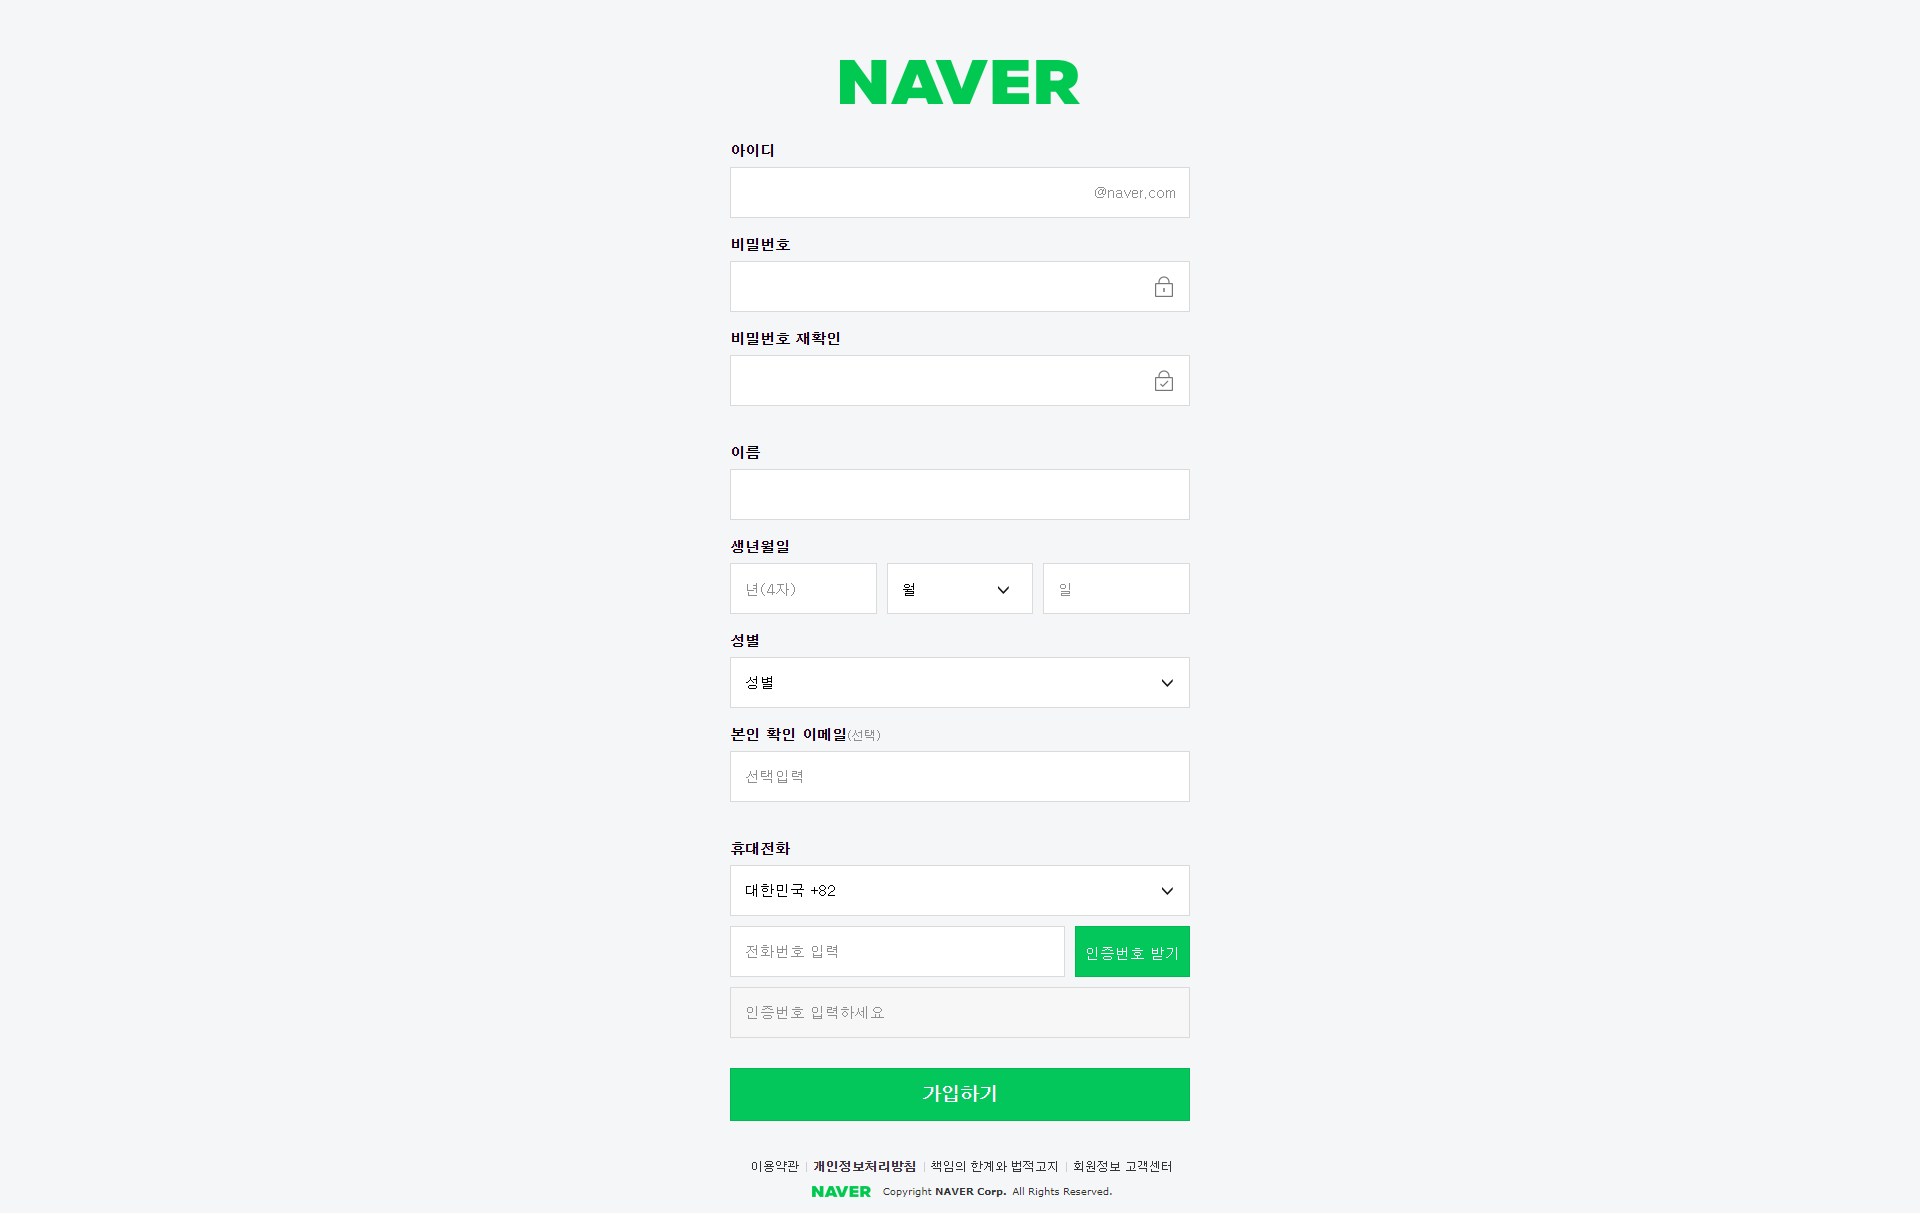 NAVER
아이디
@naver.com
비밀번호
비밀번호 재확인
이름
생년월일
년(4자) 월 일
성별
성별
본인 확인 이메일(선택)
선택입력
휴대전화
대한민국 +82
전화번호 입력 인증번호 받기
인증번호 입력하세요
가입하기
이용약관 | 개인정보처리방침 | 책임의 한계와 법적고지 | 회원정보 고객센터
NAVER Copyright NAVER Corp. All Rights Reserved.